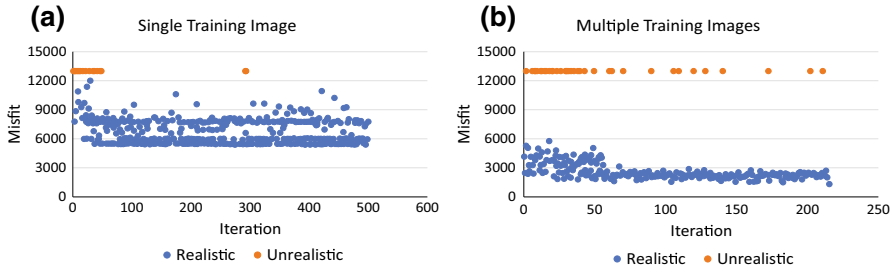 (a)
Single Training Image
15000
12000
9000
6000
3000
0
Misfit
0 100 200 300 400 500 600
Iteration
Realistic Unrealistic
(b)
Multiple Training Images
15000
12000
9000
6000
3000
0
Misfit
0 50 100 150 200 250
Iteration
Realistic Unrealistic